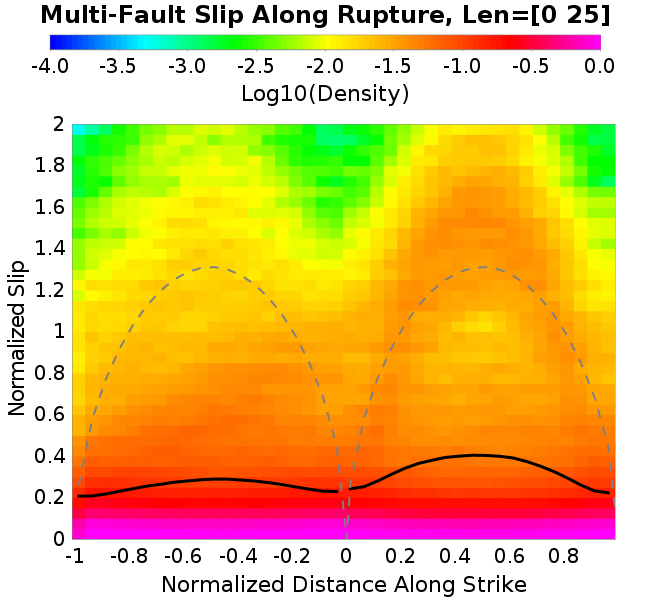 Multi-Fault Slip Along Rupture, Len=[0 25]
-4.0 -3.5 -3.0 -2.5 -2.0 -1.5 -1.0 -0.5 0.0
Log10(Density)
2
1.8
1.6
1.4
1.2
1
0.8
0.6
0.4
0.2
0
Normalized Slip
-1 -0.8 -0.6 -0.4 -0.2 0 0.2 0.4 0.6 0.8
Normalized Distance Along Strike